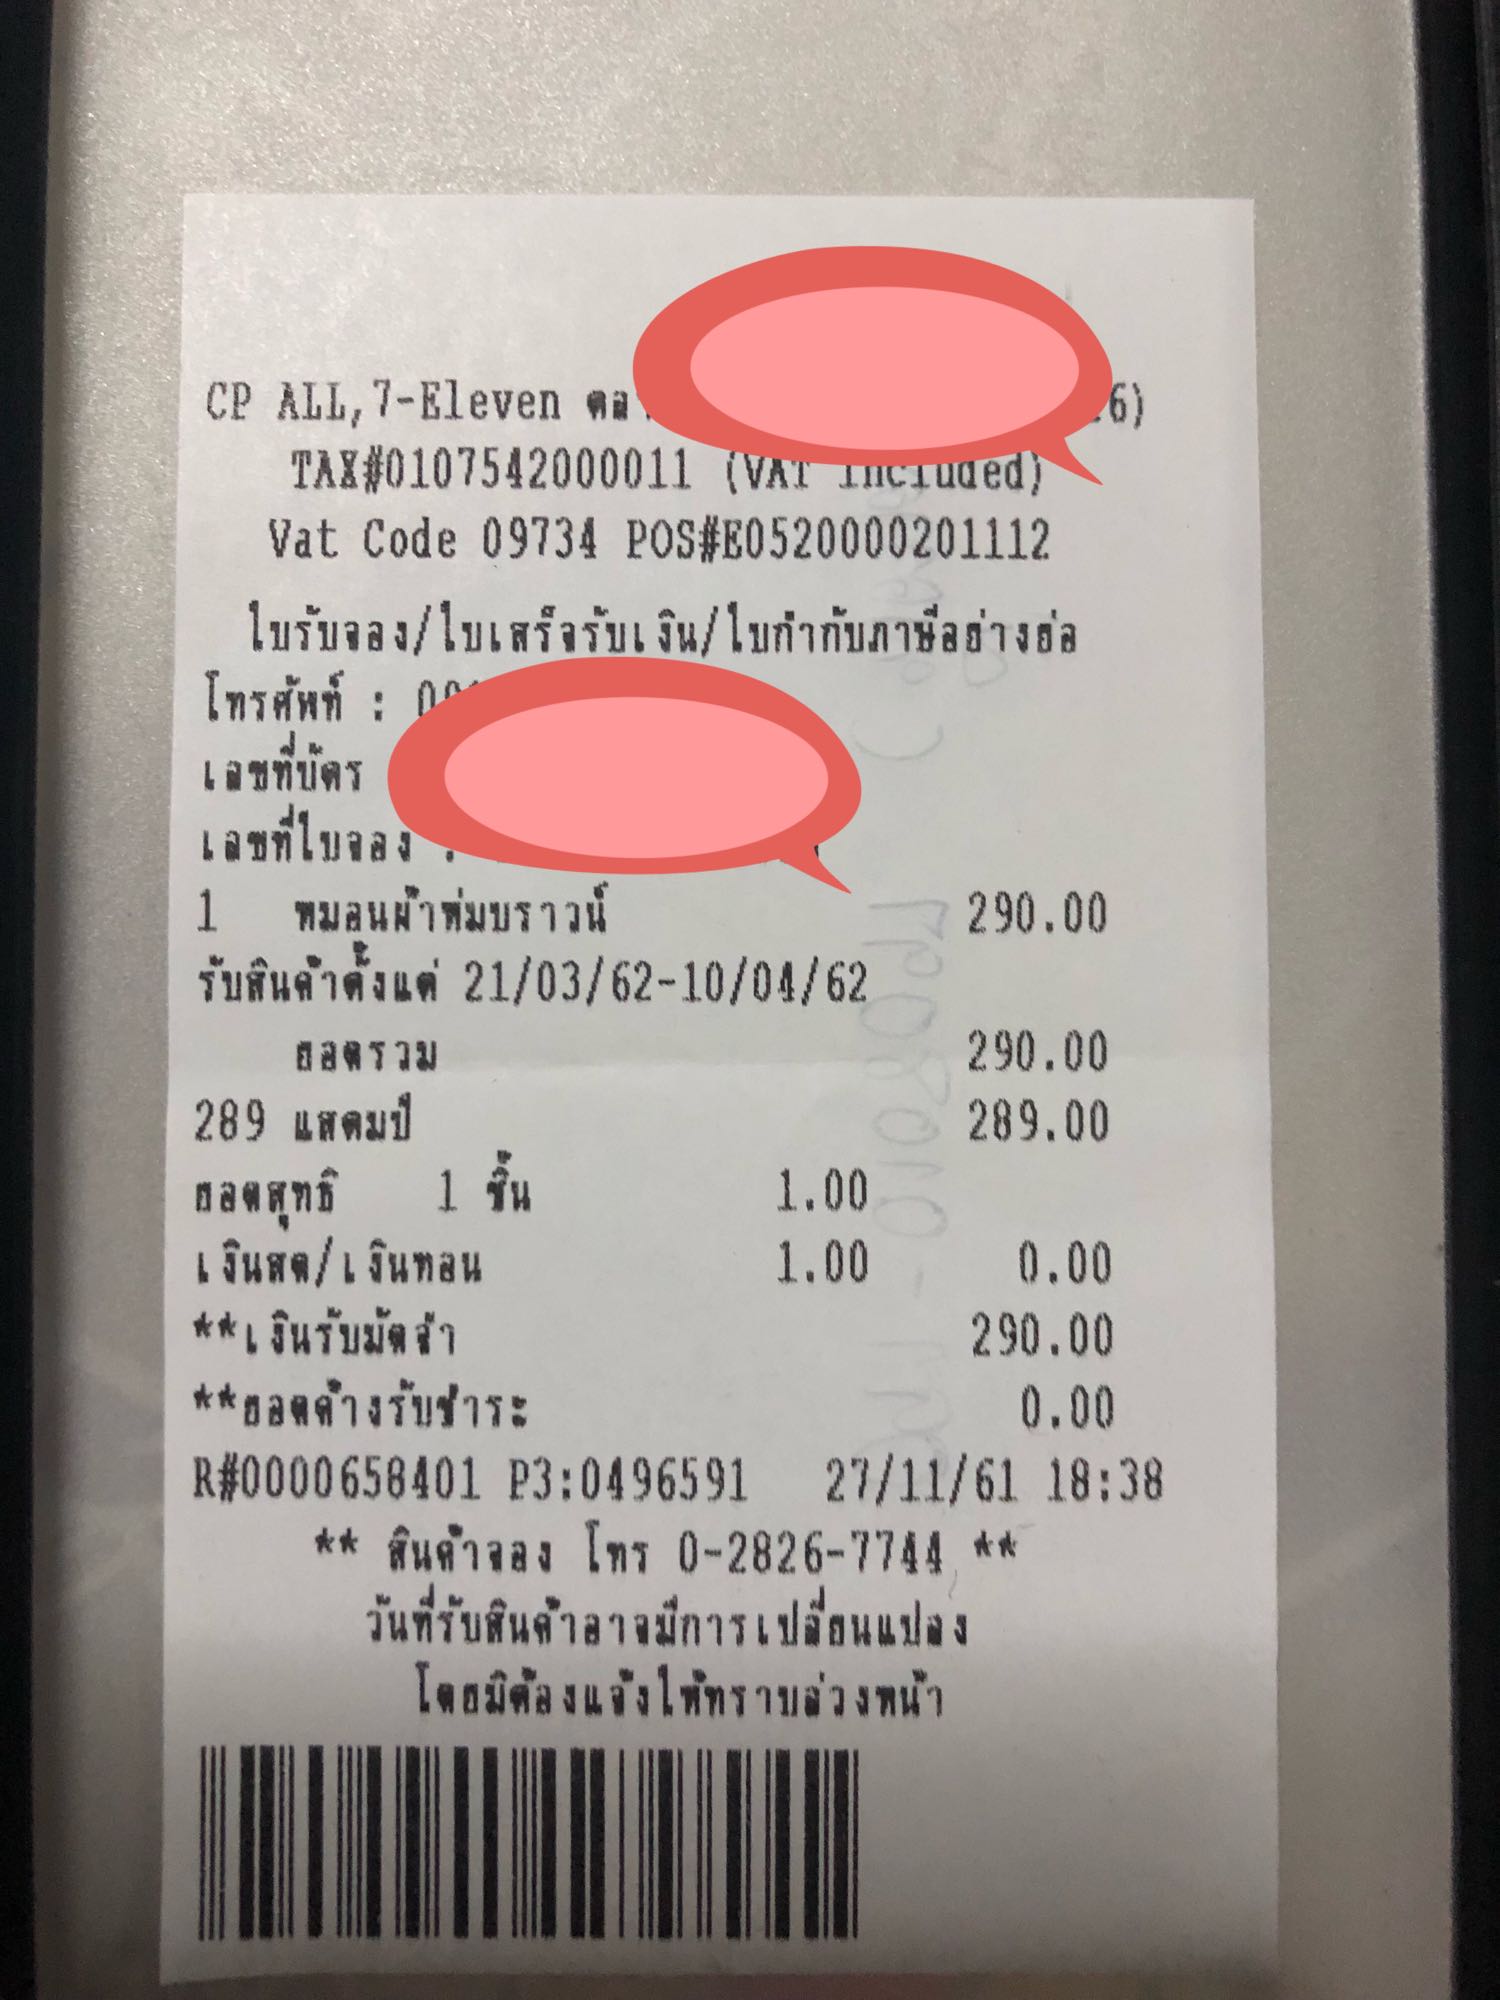 CP ALL,7-Eleven 6)
TAX#0107542000011 (VAT Included)
Vat Code 09734 POS#E0520000201112
ใบรับจอง/ใบเสร็จรับเงิน/ใบกำกับภาษีอย่างย่อ
โทรศัพท์ :
เลขที่บัตร
เลขที่ใบจอง :
1 หมอนผ้าห่มบราวน์ 290.00
รับสินค้าตั้งแต่ 21/03/62-10/04/62
ยอดรวม 290.00
289 แสตมป์ 289.00
ยอดสุทธิ 1 ชิ้น 1.00
เงินสด/เงินทอน 1.00 0.00
**เงินรับมัดจำ 290.00
**ยอดค้างรับชำระ 0.00
R#0000658401 P3:0496591 27/11/61 18:38
** สินค้าจอง โทร 0-2826-7744 **
วันที่รับสินค้าอาจมีการเปลี่ยนแปลง
โดยมิต้องแจ้งให้ทราบล่วงหน้า